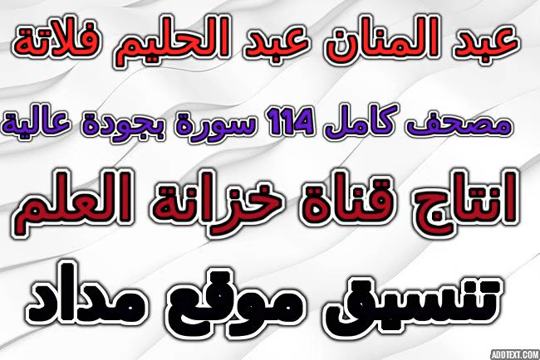 عبد المنان عبد الحليم فلاتة
مصحف كامل 114 سورة بجودة عالية
انتاج قناة خزانة العلم
تنسيق موقع مداد
ADDTEXT.COM